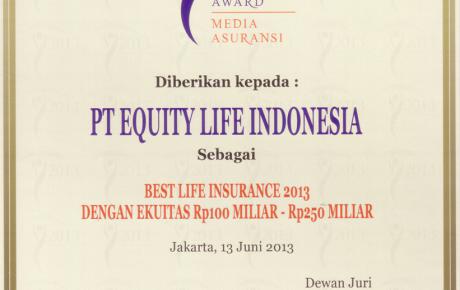 AWARD
MEDIA
ASURANSI
Diberikan kepada :
PT EQUITY LIFE INDONESIA
Sebagai
BEST LIFE INSURANCE 2013
DENGAN EKUITAS Rp100 MILIAR - Rp250 MILIAR
Jakarta, 13 Juni 2013
Dewan Juri